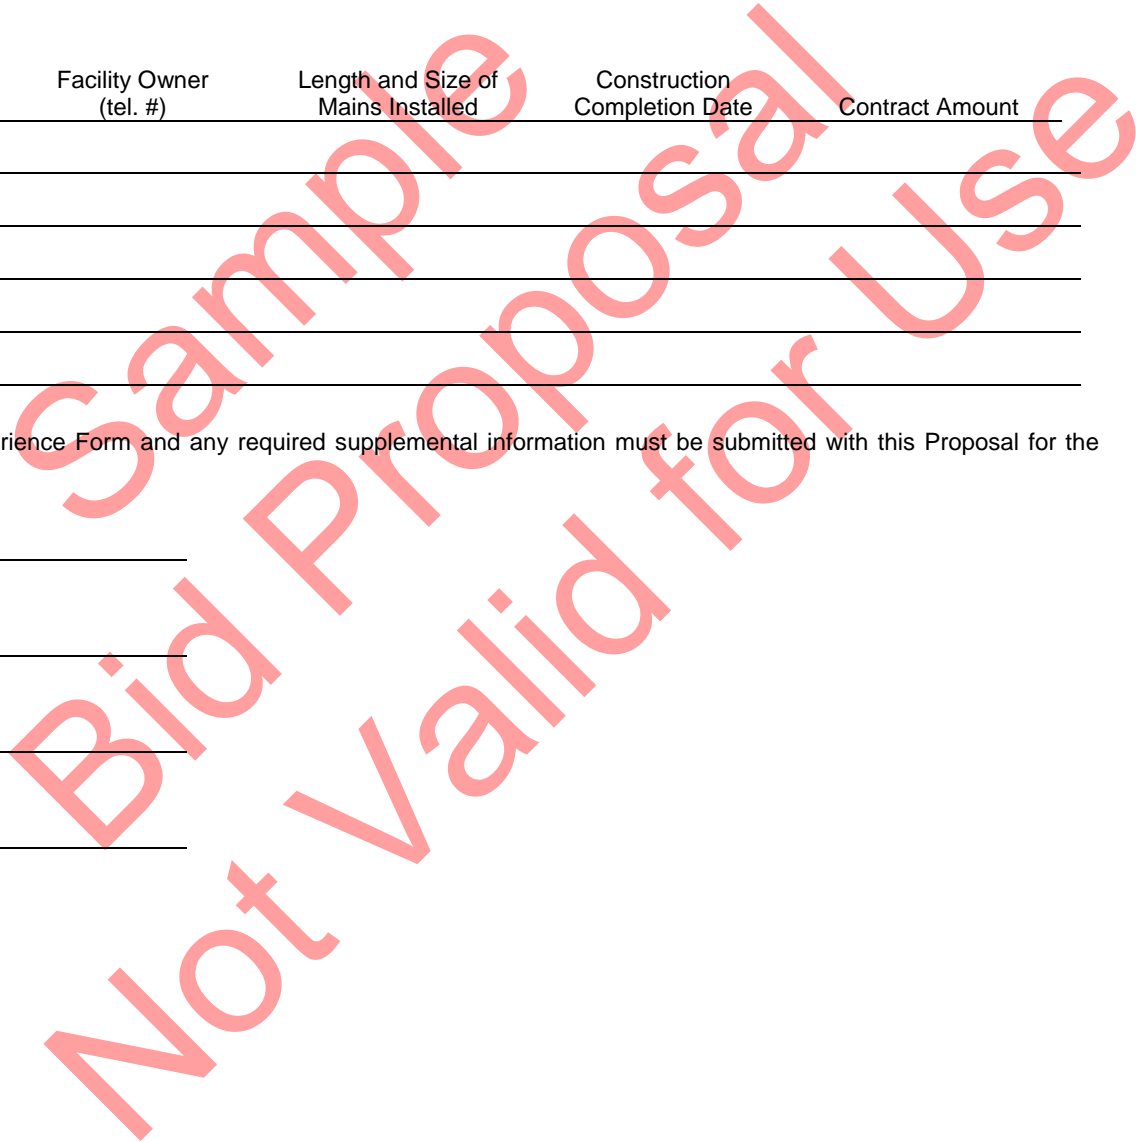 Facility Owner Length and Size of Construction
(tel. #) Mains Installed Completion Date Contract Amount
rience Form and any required supplemental information must be submitted with this Proposal for the
Sample
Bid Proposal
Not Valid for Use